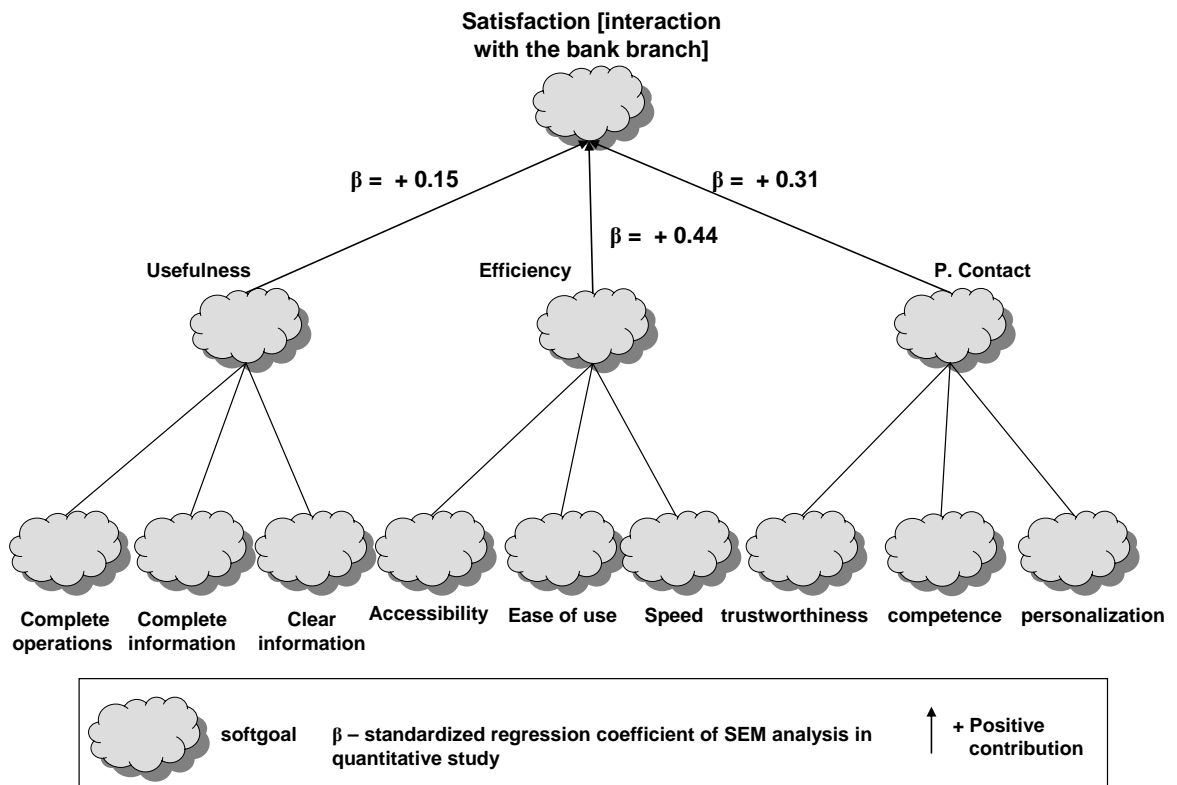 Satisfaction [interaction
with the bank branch]
β = + 0.15
β = + 0.31
β = + 0.44
Usefulness
Efficiency
P. Contact
Complete
operations
Complete
information
Clear
information
Accessibility
Ease of use
Speed
trustworthiness
competence
personalization
softgoal
β – standardized regression coefficient of SEM analysis in
quantitative study
+ Positive
contribution